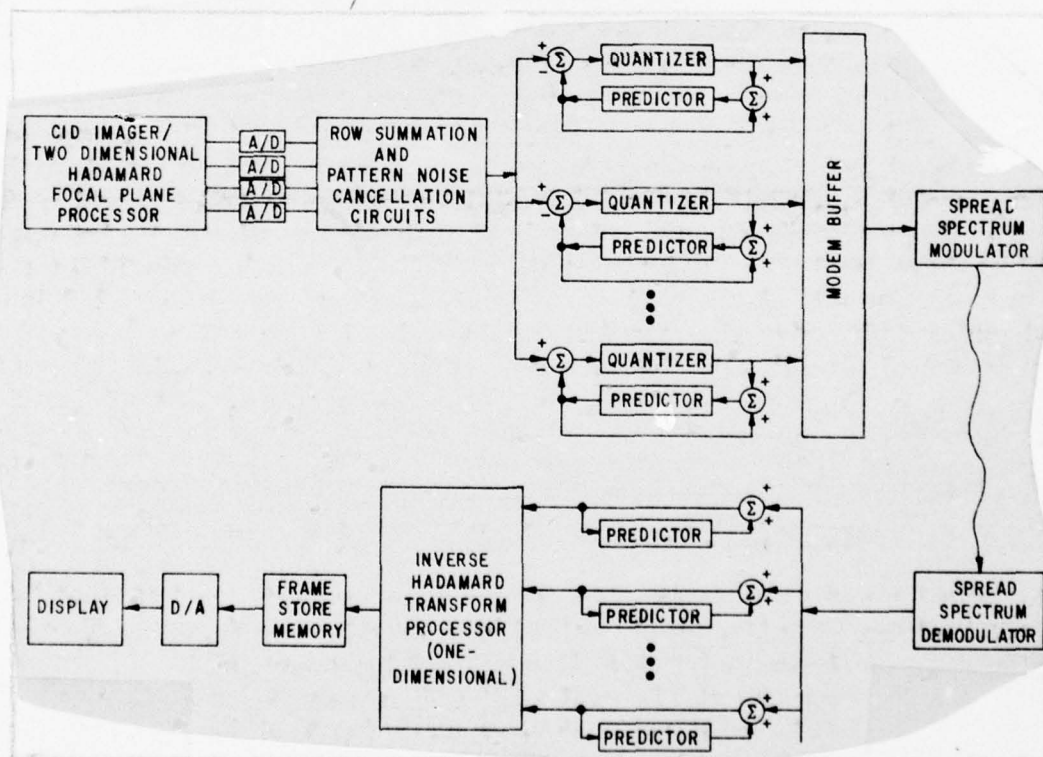 CID IMAGER/
TWO DIMENSIONAL
HADAMARD
FOCAL PLANE
PROCESSOR
A/D
A/D
A/D
A/D
ROW SUMMATION
AND
PATTERN NOISE
CANCELLATION
CIRCUITS
+
Σ
−
QUANTIZER
PREDICTOR
+
Σ
+
+
Σ
−
QUANTIZER
PREDICTOR
+
Σ
+
+
Σ
−
QUANTIZER
PREDICTOR
+
Σ
+
MODEM BUFFER
SPREAD
SPECTRUM
MODULATOR
SPREAD
SPECTRUM
DEMODULATOR
+
Σ
+
PREDICTOR
+
Σ
+
PREDICTOR
+
Σ
+
PREDICTOR
INVERSE
HADAMARD
TRANSFORM
PROCESSOR
(ONE-
DIMENSIONAL)
FRAME
STORE
MEMORY
D/A
DISPLAY